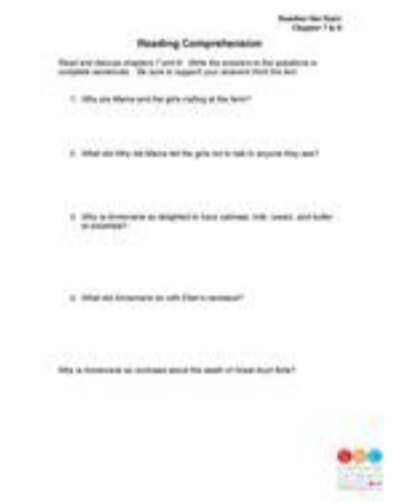 Number the Stars
Chapter 7 & 8
Reading Comprehension
Read and discuss chapters 7 and 8. Write the answers to the questions in
complete sentences. Be sure to support your answers from the text.
1. Why are Mama and the girls visiting at the farm?
2. What did Why did Mama tell the girls not to talk to anyone they see?
3. Why is Annemarie so delighted to have oatmeal, milk, cream, and butter
at breakfast?
4. What did Annemarie do with Ellen's necklace?
Why is Annemarie so confused about the death of Great-Aunt Birte?